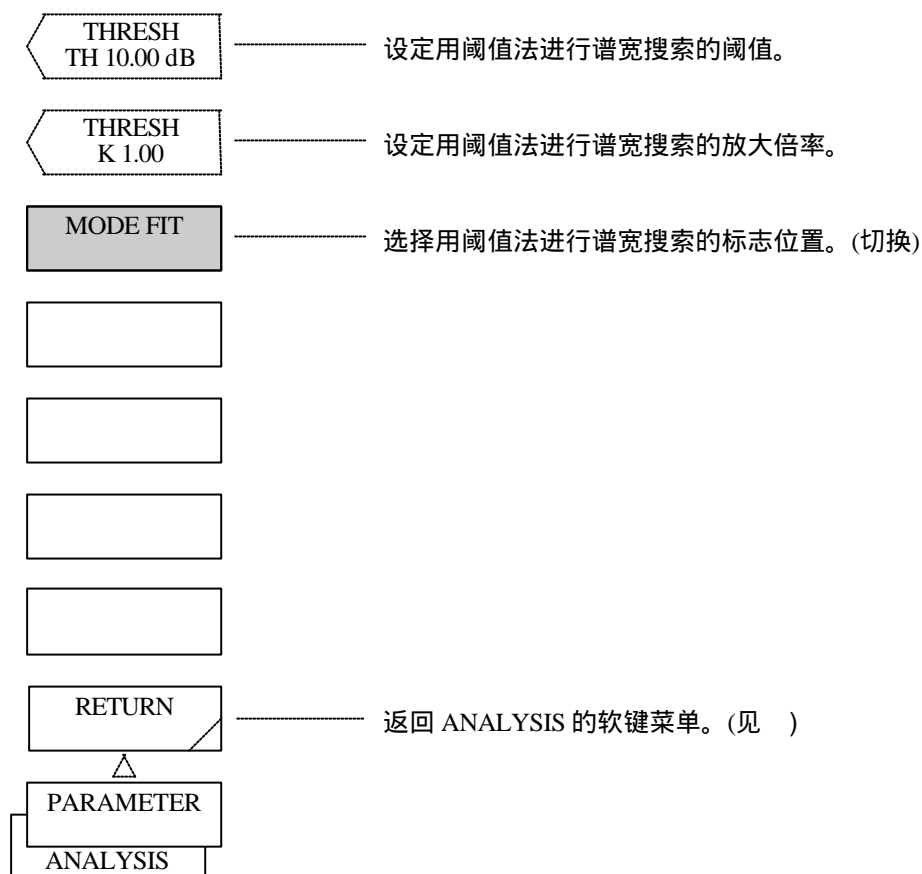 THRESH
TH 10.00 dB
设定用阈值法进行谱宽搜索的阈值。
THRESH
K 1.00
设定用阈值法进行谱宽搜索的放大倍率。
MODE FIT
选择用阈值法进行谱宽搜索的标志位置。(切换)
RETURN
返回 ANALYSIS 的软键菜单。(见 )
PARAMETER
ANALYSIS